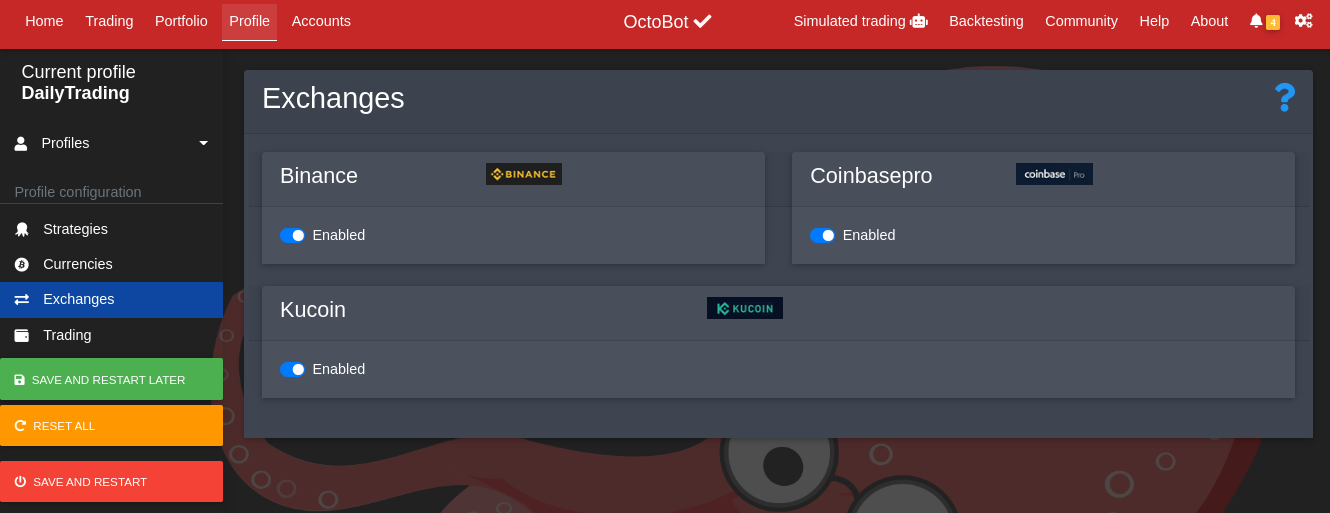 Home Trading Portfolio Profile Accounts OctoBot Simulated trading Backtesting Community Help About 4
Current profile
DailyTrading
Profiles
Profile configuration
Strategies
Currencies
Exchanges
Trading
SAVE AND RESTART LATER
RESET ALL
SAVE AND RESTART
Exchanges ?
Binance BINANCE
Enabled
Coinbasepro coinbase Pro
Enabled
Kucoin KUCOIN
Enabled